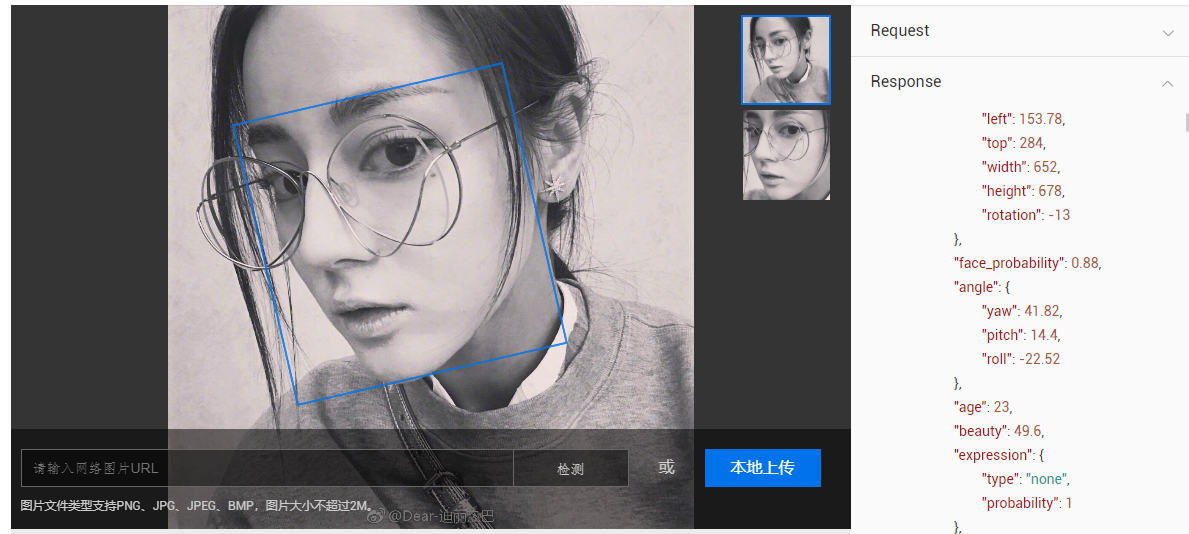 Request
Response
"left": 153.78,
"top": 284,
"width": 652,
"height": 678,
"rotation": -13
},
"face_probability": 0.88,
"angle": {
"yaw": 41.82,
"pitch": 14.4,
"roll": -22.52
},
"age": 23,
"beauty": 49.6,
"expression": {
"type": "none",
"probability": 1
},
请输入网络图片URL
检测
或
本地上传
图片文件类型支持PNG、JPG、JPEG、BMP，图片大小不超过2M。
@Dear-迪丽热巴